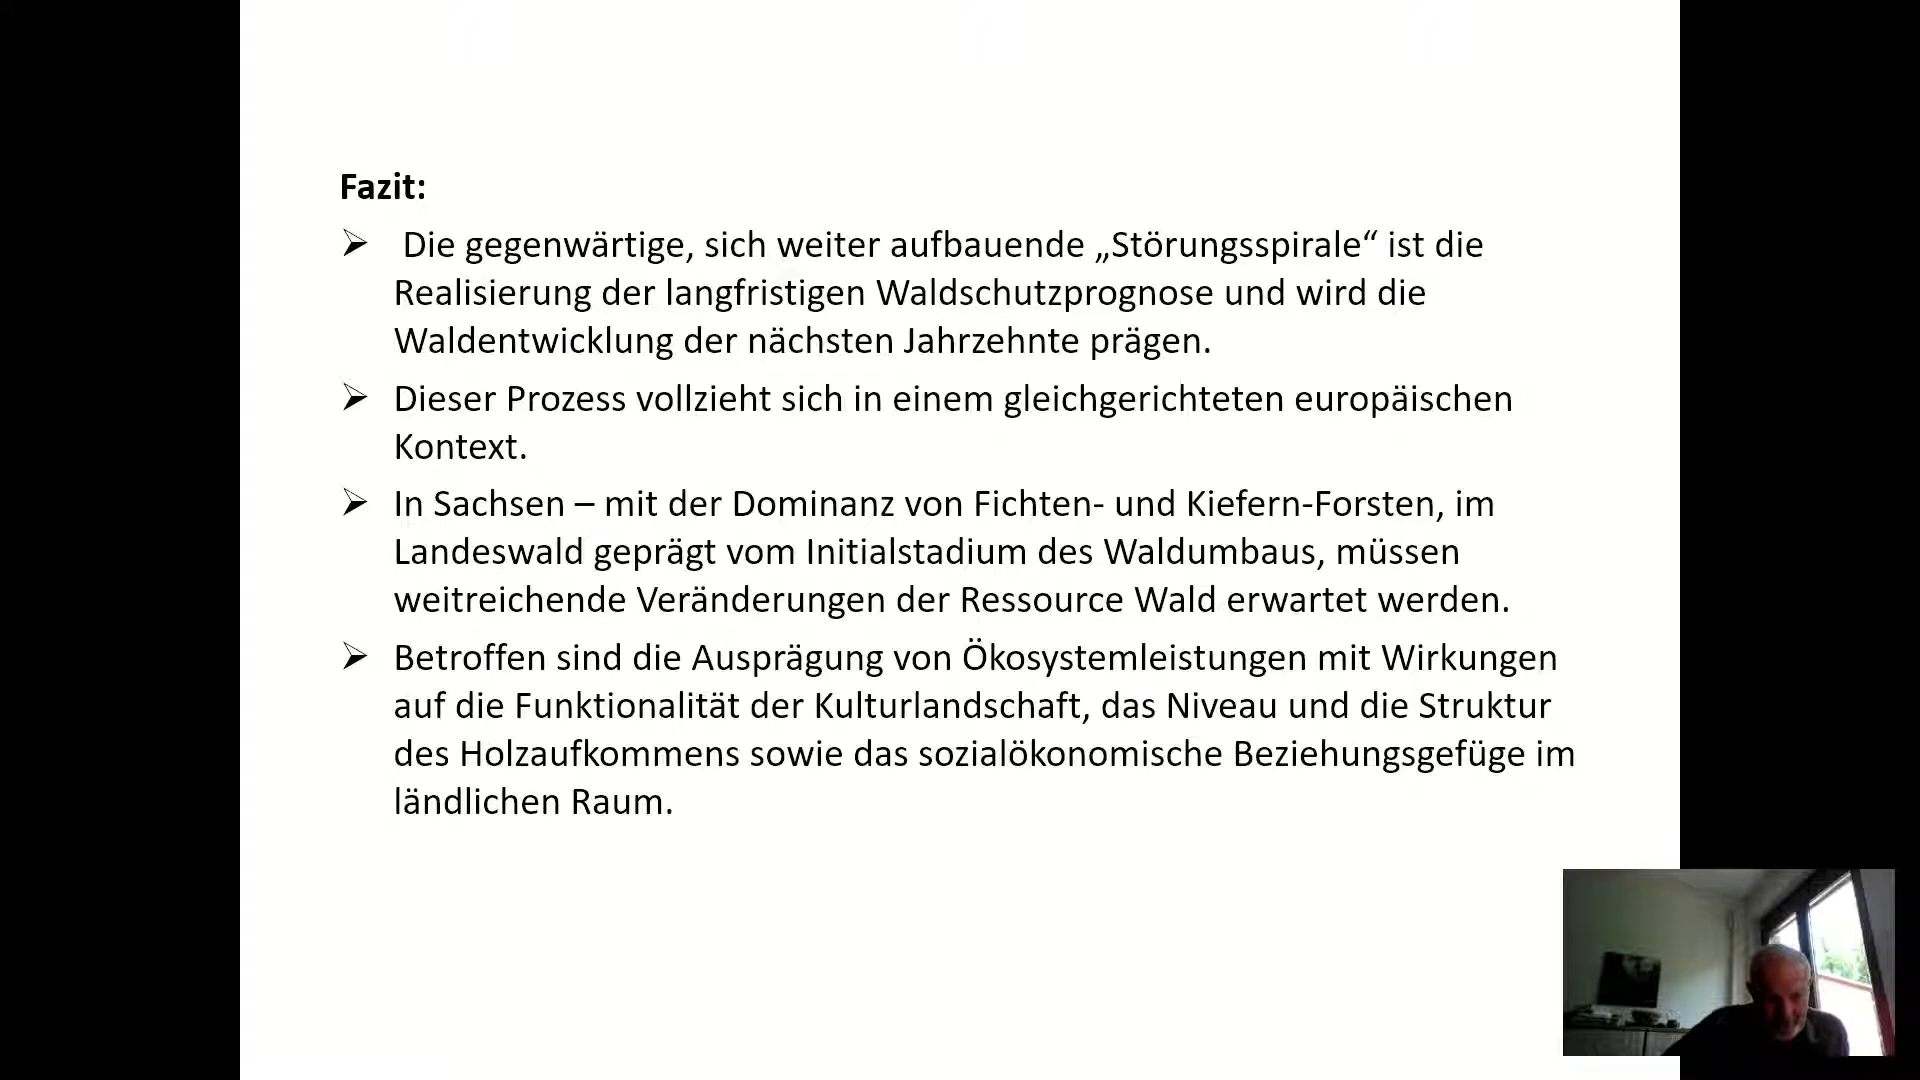 Fazit:
➢ Die gegenwärtige, sich weiter aufbauende „Störungsspirale“ ist die
Realisierung der langfristigen Waldschutzprognose und wird die
Waldentwicklung der nächsten Jahrzehnte prägen.
➢ Dieser Prozess vollzieht sich in einem gleichgerichteten europäischen
Kontext.
➢ In Sachsen – mit der Dominanz von Fichten- und Kiefern-Forsten, im
Landeswald geprägt vom Initialstadium des Waldumbaus, müssen
weitreichende Veränderungen der Ressource Wald erwartet werden.
➢ Betroffen sind die Ausprägung von Ökosystemleistungen mit Wirkungen
auf die Funktionalität der Kulturlandschaft, das Niveau und die Struktur
des Holzaufkommens sowie das sozialökonomische Beziehungsgefüge im
ländlichen Raum.